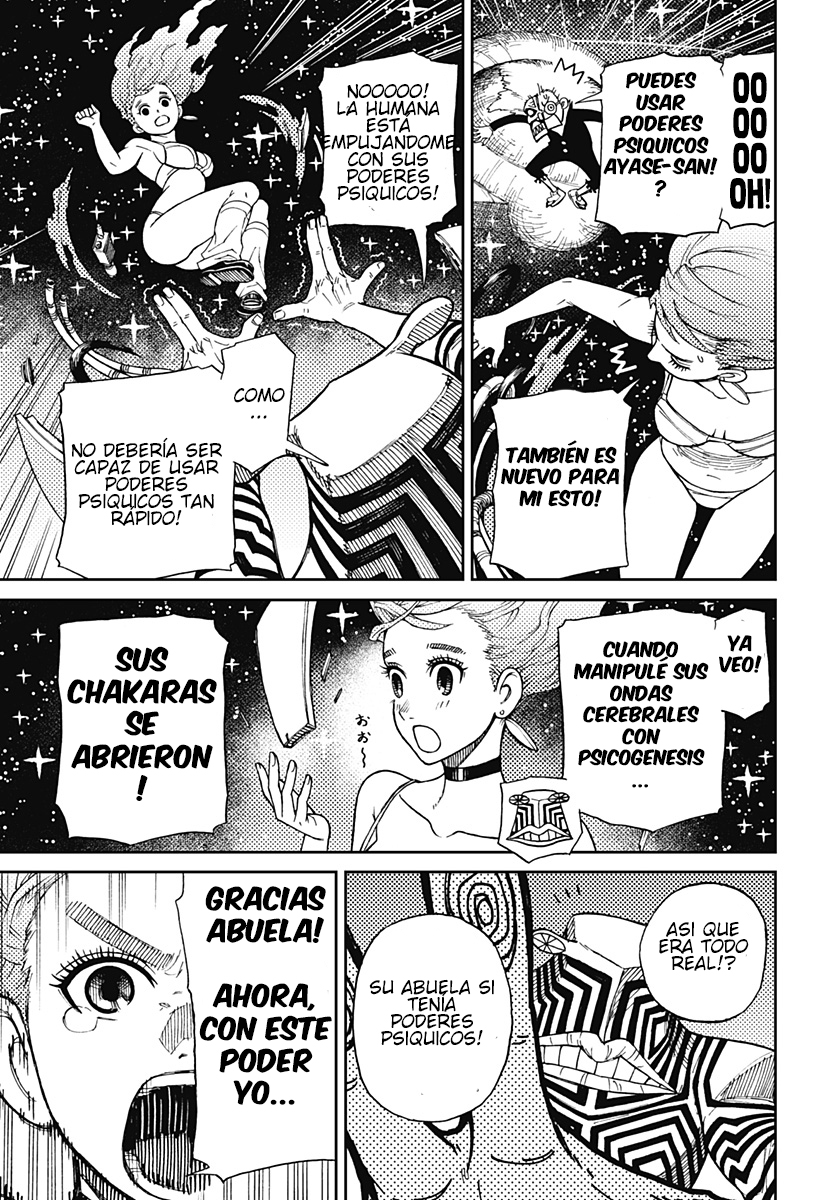 OO
OO
OO
OH!
PUEDES
USAR
PODERES
PSIQUICOS
AYASE-SAN!
?
TAMBIÉN ES
NUEVO PARA
MI ESTO!
NOOOOO!
LA HUMANA
ESTA
EMPUJANDOME
CON SUS
PODERES
PSIQUICOS!
COMO
...
NO DEBERÍA SER
CAPAZ DE USAR
PODERES
PSIQUICOS TAN
RÁPIDO!
YA
VEO!
CUANDO
MANIPULÉ SUS
ONDAS
CEREBRALES
CON
PSICOGENESIS
...
おお〜
SUS
CHAKARAS
SE
ABRIERON
!
ASI QUE
ERA TODO
REAL!?
SU ABUELA SI
TENÍA
PODERES
PSIQUICOS!
GRACIAS
ABUELA!
AHORA,
CON ESTE
PODER
YO...